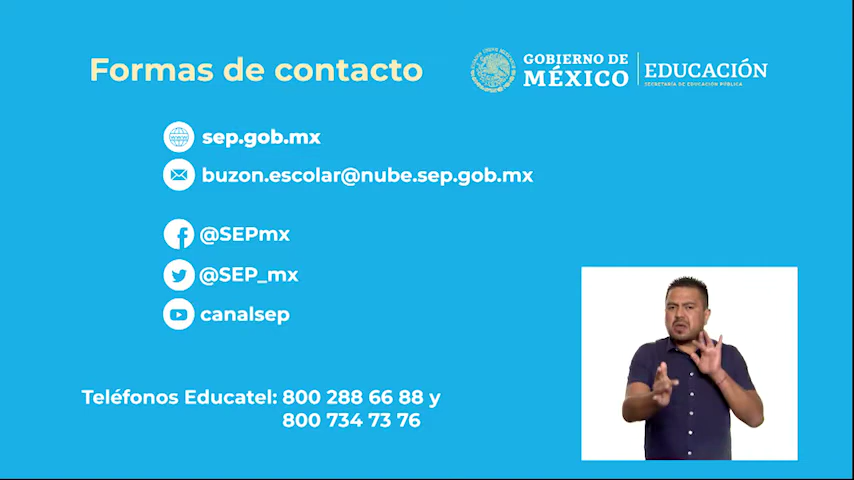 Formas de contacto
GOBIERNO DE
MÉXICO
EDUCACIÓN
SECRETARÍA DE EDUCACIÓN PÚBLICA
sep.gob.mx
buzon.escolar@nube.sep.gob.mx
@SEPmx
@SEP_mx
canalsep
Teléfonos Educatel: 800 288 66 88 y
800 734 73 76